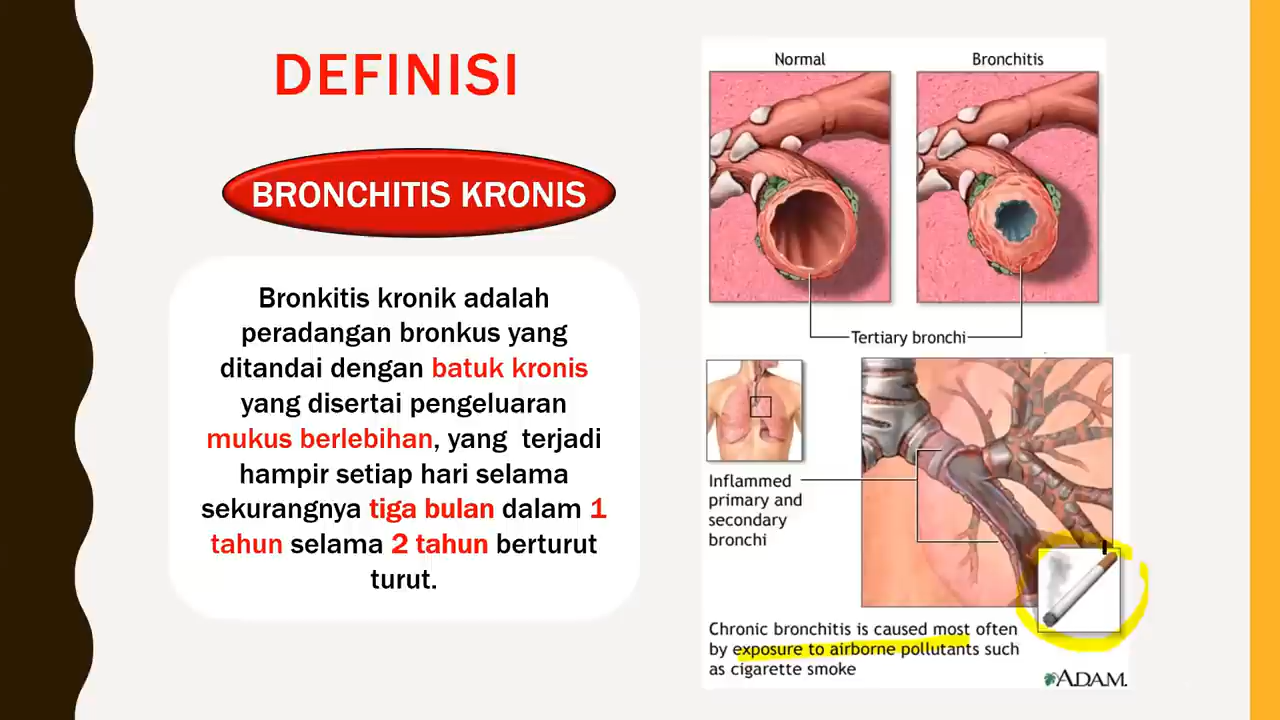 DEFINISI
BRONCHITIS KRONIS
Bronkitis kronik adalah
peradangan bronkus yang
ditandai dengan batuk kronis
yang disertai pengeluaran
mukus berlebihan, yang terjadi
hampir setiap hari selama
sekurangnya tiga bulan dalam 1
tahun selama 2 tahun berturut
turut.
Normal
Bronchitis
Tertiary bronchi
Inflammed
primary and
secondary
bronchi
Chronic bronchitis is caused most often
by exposure to airborne pollutants such
as cigarette smoke
ADAM.